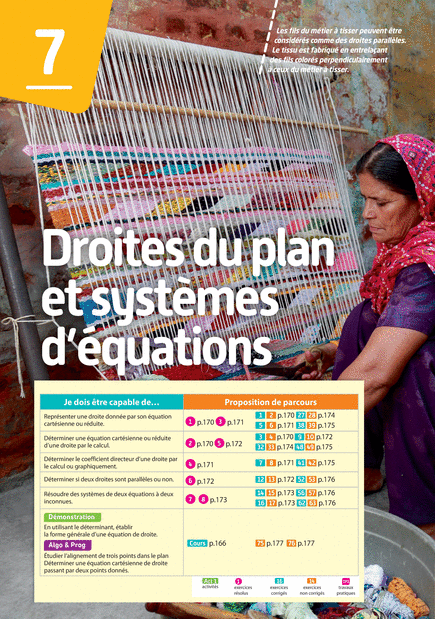 7
Les fils du métier à tisser peuvent être
considérés comme des droites parallèles.
Le tissu est fabriqué en entrelaçant
des fils colorés perpendiculairement
à ceux du métier à tisser.
Droites du plan
et systèmes
d'équations
Je dois être capable de... Proposition de parcours
Représenter une droite donnée par son équation
cartésienne ou réduite.
1 p.170 3 p.171
1 2 p.170 27 28 p.174
5 6 p.171 38 39 p.175
Déterminer une équation cartésienne ou réduite
d'une droite par le calcul.
2 p.170 5 p.172
3 4 p.170 9 10 p.172
32 33 p.174 48 49 p.175
Déterminer le coefficient directeur d'une droite par
le calcul ou graphiquement.
4 p.171
7 8 p.171 41 42 p.175
Déterminer si deux droites sont parallèles ou non.
6 p.172
12 13 p.172 52 53 p.176
Résoudre des systèmes de deux équations à deux
inconnues.
7 8 p.173
14 15 p.173 56 57 p.176
16 17 p.173 62 63 p.176
Démonstration
En utilisant le déterminant, établir
la forme générale d'une équation de droite.
Algo & Prog
Étudier l'alignement de trois points dans le plan
Déterminer une équation cartésienne de droite
passant par deux points donnés.
Cours p.166
75 p.177 70 p.177
Act 1
activités
exercices
résolus
exercices
corrigés
exercices
non corrigés
TP1
travaux
pratiques